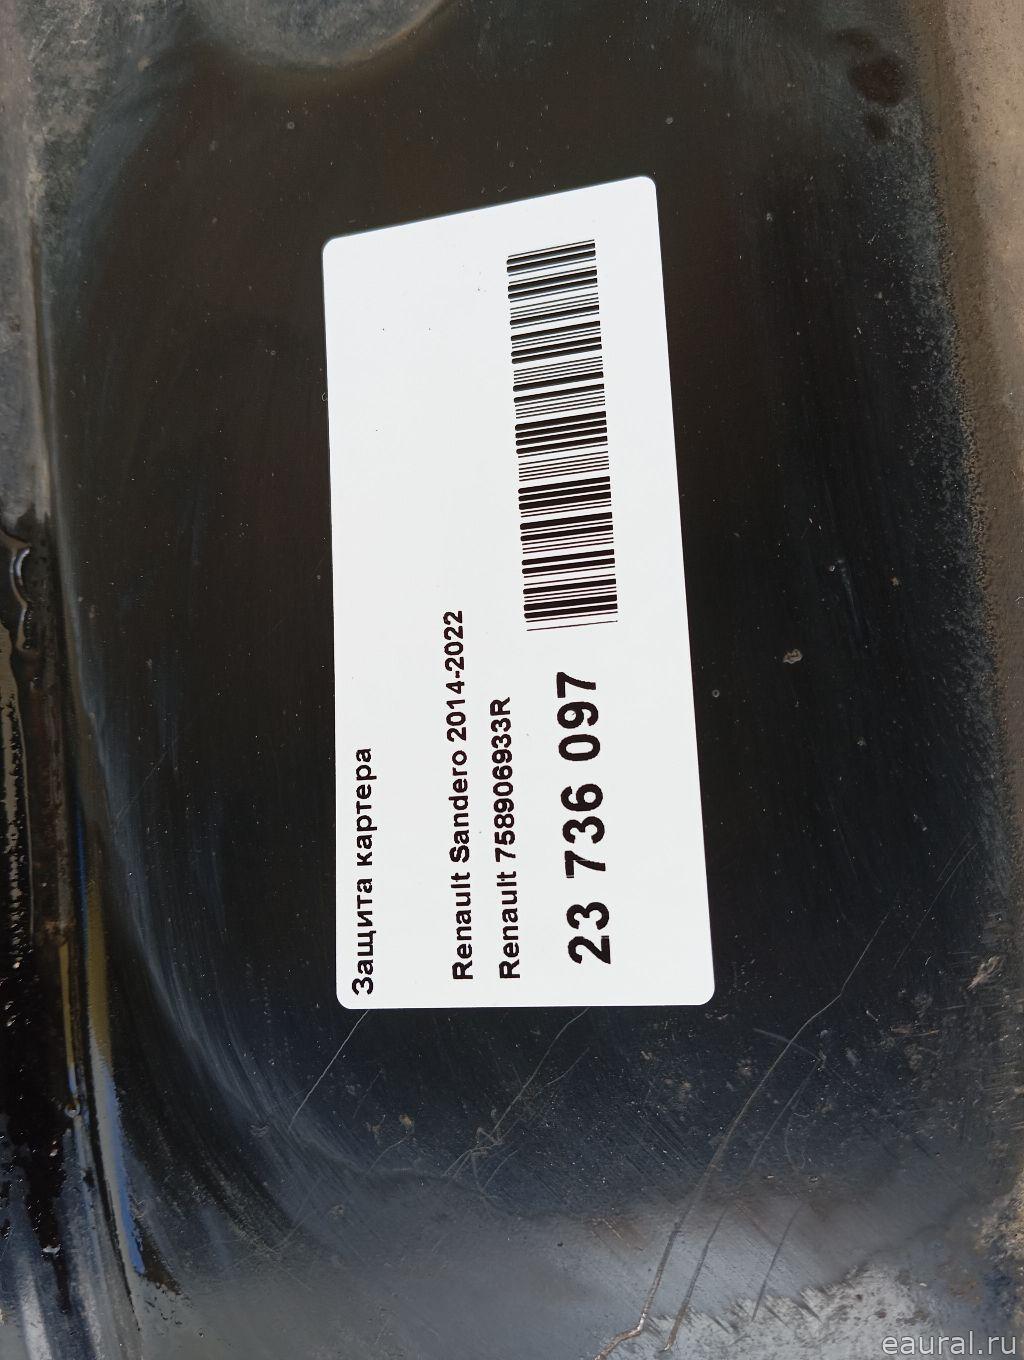 Защита картера
Renault Sandero 2014-2022
Renault 758906933R
23 736 097
eaural.ru